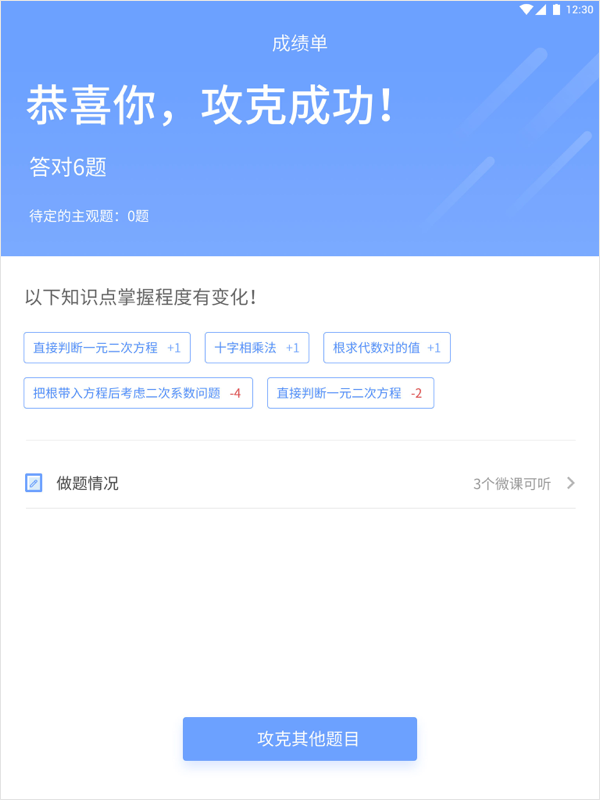 12:30
成绩单
恭喜你，攻克成功！
答对6题
待定的主观题：0题
以下知识点掌握程度有变化！
直接判断一元二次方程 +1 十字相乘法 +1 根求代数对的值 +1
把根带入方程后考虑二次系数问题 -4 直接判断一元二次方程 -2
做题情况 3个微课可听
攻克其他题目